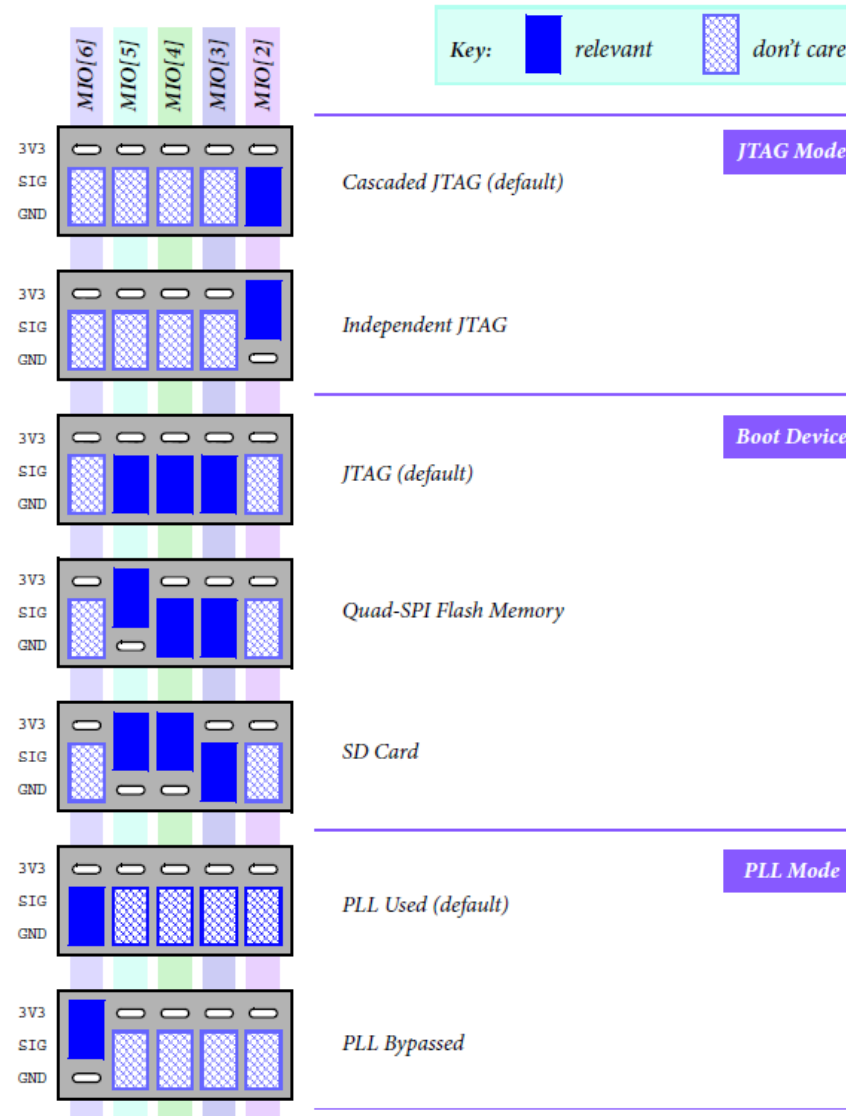 MIO[6] MIO[5] MIO[4] MIO[3] MIO[2]
Key: relevant don't care
JTAG Mode
3V3
SIG Cascaded JTAG (default)
GND
3V3
SIG Independent JTAG
GND
Boot Device
3V3
SIG JTAG (default)
GND
3V3
SIG Quad-SPI Flash Memory
GND
3V3
SIG SD Card
GND
PLL Mode
3V3
SIG PLL Used (default)
GND
3V3
SIG PLL Bypassed
GND